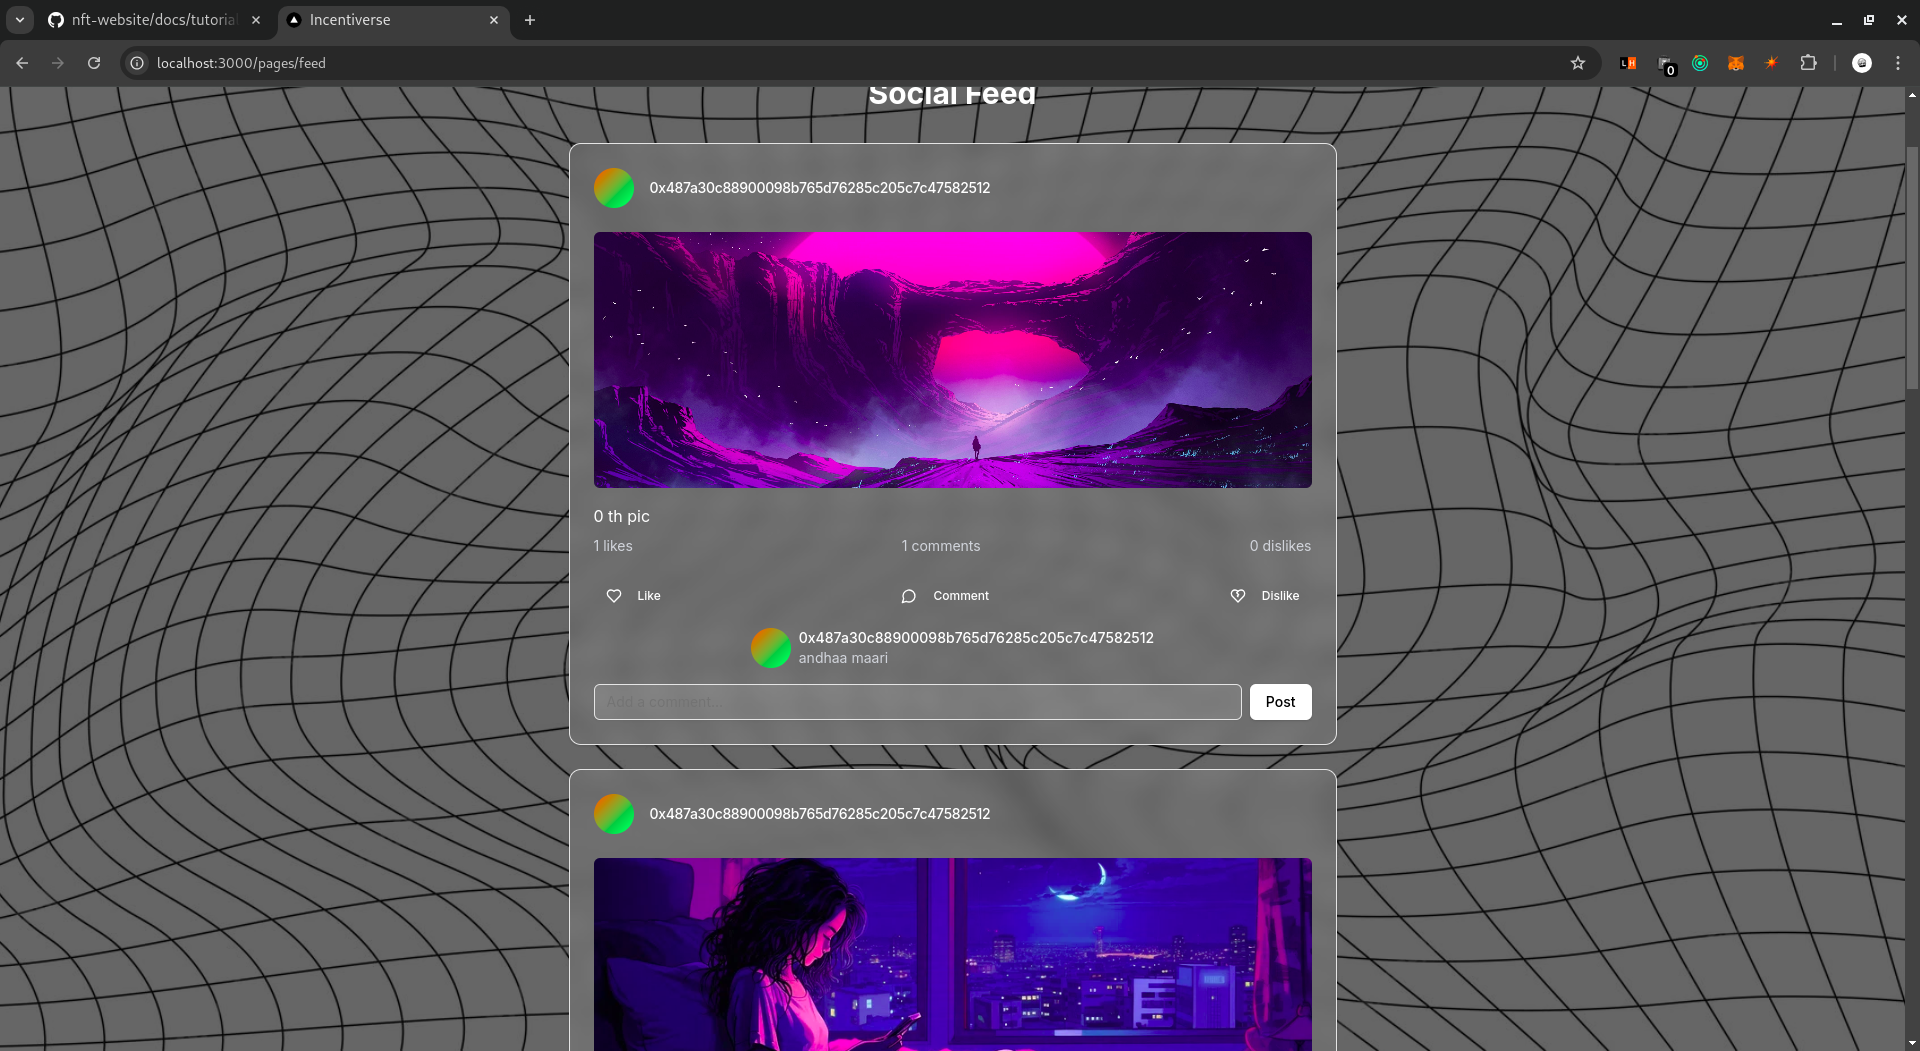 nft-website/docs/tutoria
Incentiverse
localhost:3000/pages/feed
L H
0
Social Feed
0x487a30c88900098b765d76285c205c7c47582512
0 th pic
1 likes
1 comments
0 dislikes
Like
Comment
Dislike
0x487a30c88900098b765d76285c205c7c47582512
andhaa maari
Add a comment...
Post
0x487a30c88900098b765d76285c205c7c47582512